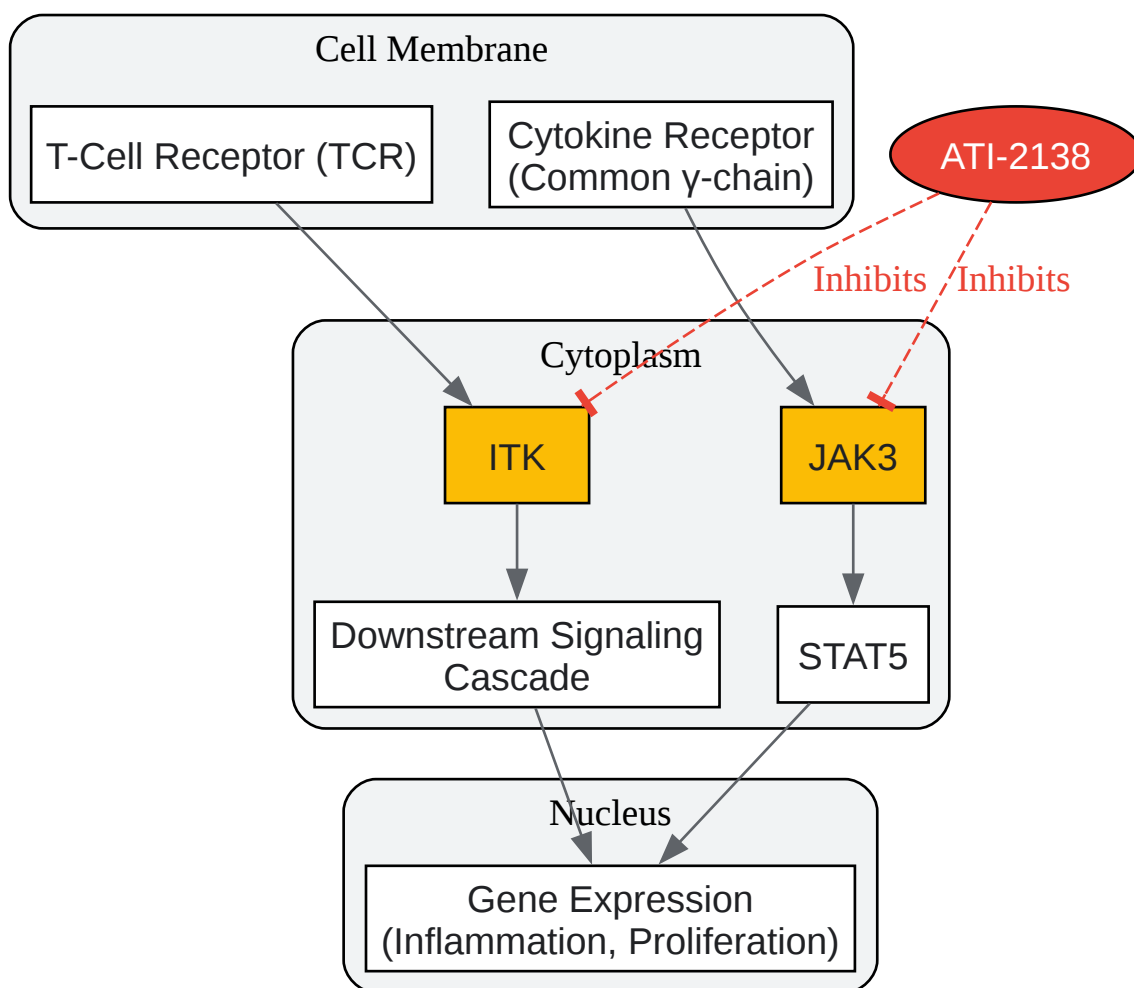 Cell Membrane
T-Cell Receptor (TCR)
Cytokine Receptor
(Common γ-chain)
ATI-2138
Inhibits
Inhibits
Cytoplasm
ITK
JAK3
Downstream Signaling
Cascade
STAT5
Nucleus
Gene Expression
(Inflammation, Proliferation)